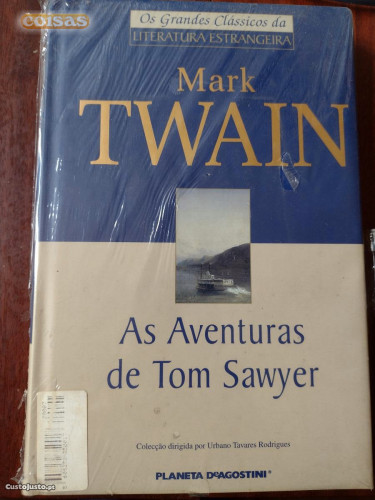 coisas
Os Grandes Clássicos da
LITERATURA ESTRANGEIRA
Mark
TWAIN
As Aventuras
de Tom Sawyer
Colecção dirigida por Urbano Tavares Rodrigues
PLANETA DEAGOSTINI
CustoJusto.pt